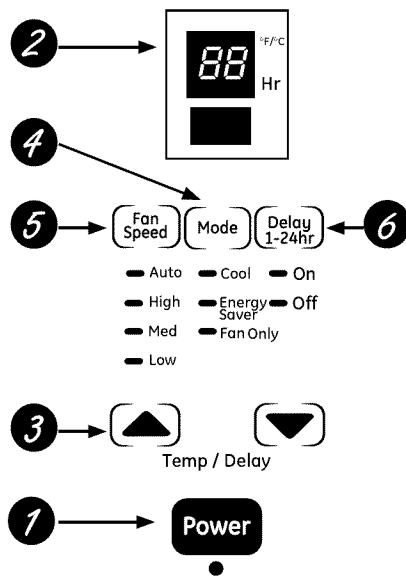 2
88
°F/°C
Hr
4
5
Fan Speed
Mode
Delay 1-24hr
6
Auto
Cool
On
High
Energy Saver
Off
Med
Fan Only
Low
3
Temp / Delay
1
Power